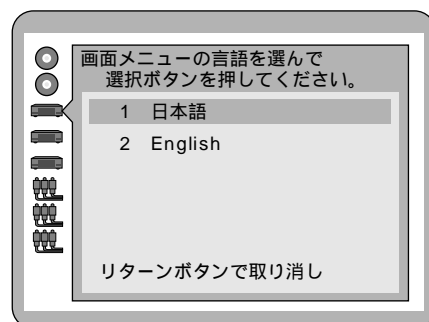 画面メニューの言語を選んで
選択ボタンを押してください。
1 日本語
2 English
リターンボタンで取り消し